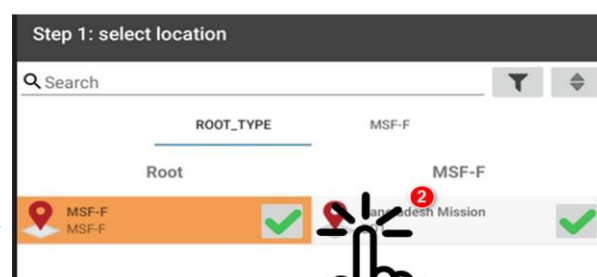 Step 1: select location
Search
ROOT_TYPE MSF-F
Root MSF-F
MSF-F
MSF-F
2
Mission